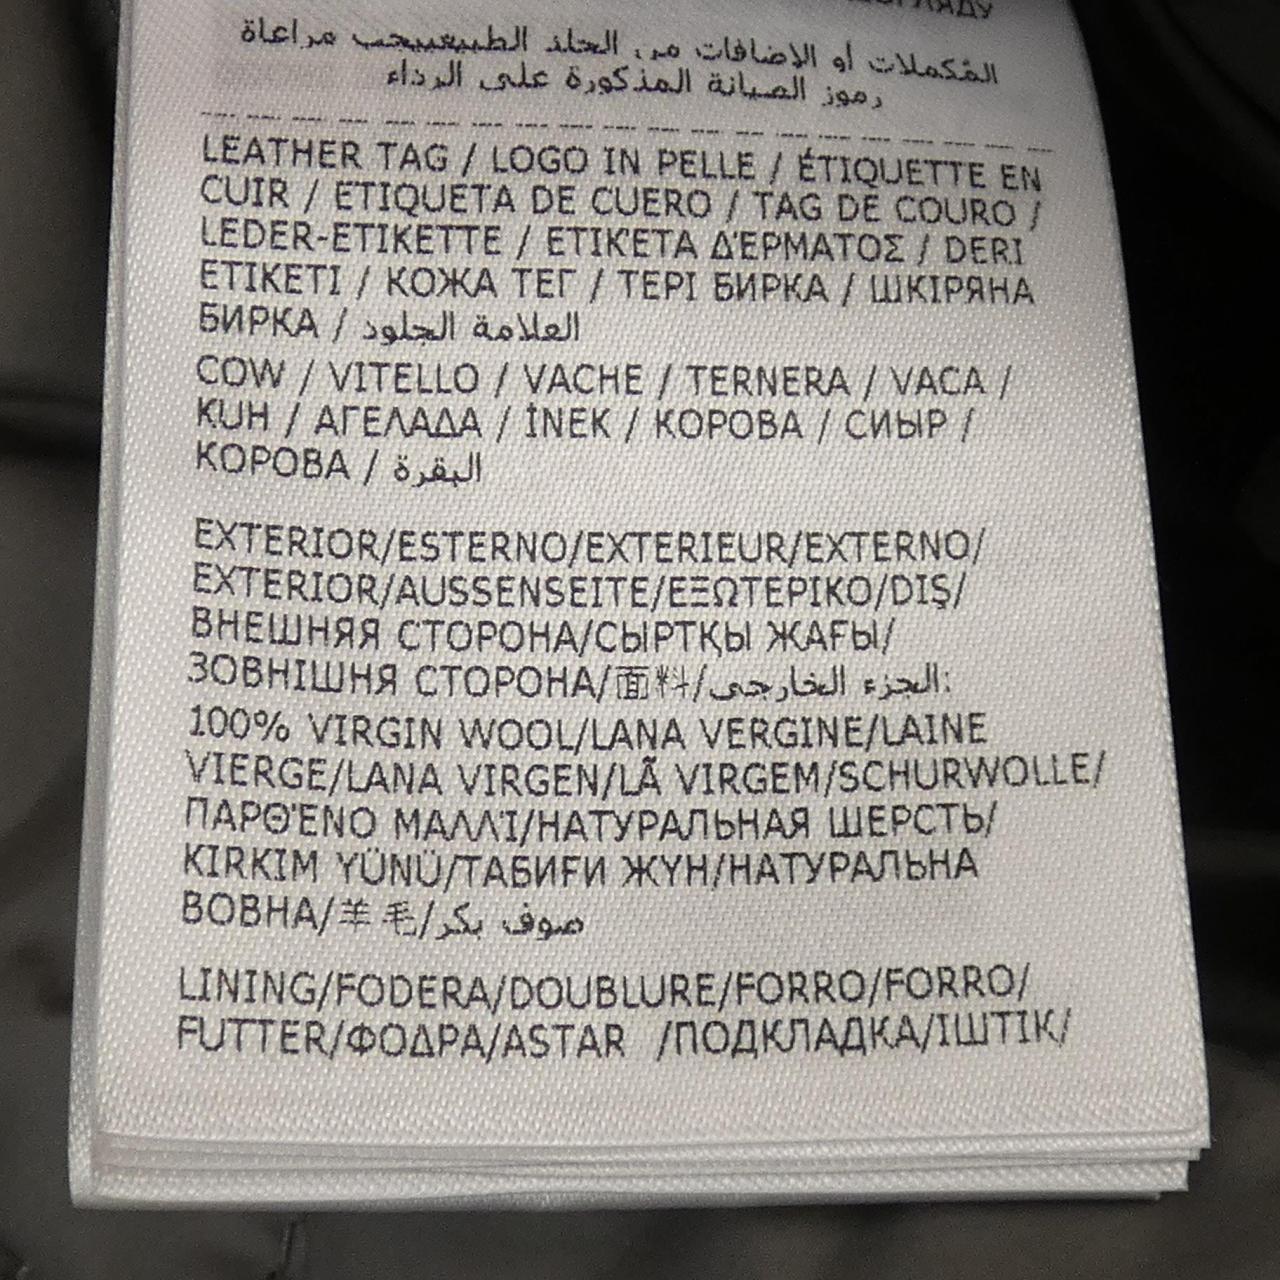 المكملات أو الاضافات من الجلد الطبيعييجب مراعاة
رموز الصيانة المذكورة على الرداء
LEATHER TAG / LOGO IN PELLE / ÉTIQUETTE EN
CUIR / ETIQUETA DE CUERO / TAG DE COURO /
LEDER-ETIKETTE / ΕΤΙΚΈΤΑ ΔΈΡΜΑΤΟΣ / DERI
ETIKETI / КОЖА ТЕГ / ТЕРІ БИРКА / ШКІРЯНА
БИРКА / العلامة الجلود
COW / VITELLO / VACHE / TERNERA / VACA /
KUH / ΑΓΕΛΑΔΑ / İNEK / КОРОВА / СИЫР /
КОРОВА / البقرة
EXTERIOR/ESTERNO/EXTERIEUR/EXTERNO/
EXTERIOR/AUSSENSEITE/ΕΞΩΤΕΡΙΚΟ/DIŞ/
ВНЕШНЯЯ СТОРОНА/СЫРТҚЫ ЖАҒЫ/
ЗОВНІШНЯ СТОРОНА/面料/الجزء الخارجى:
100% VIRGIN WOOL/LANA VERGINE/LAINE
VIERGE/LANA VIRGEN/LÃ VIRGEM/SCHURWOLLE/
ΠΑΡΘΈΝΟ ΜΑΛΛΊ/НАТУРАЛЬНАЯ ШЕРСТЬ/
KIRKIM YÜNÜ/ТАБИҒИ ЖҮН/НАТУРАЛЬНА
ВОВНА/羊毛/صوف بكر
LINING/FODERA/DOUBLURE/FORRO/FORRO/
FUTTER/ΦΟΔΡΑ/ASTAR /ПОДКЛАДКА/ІШТІК/